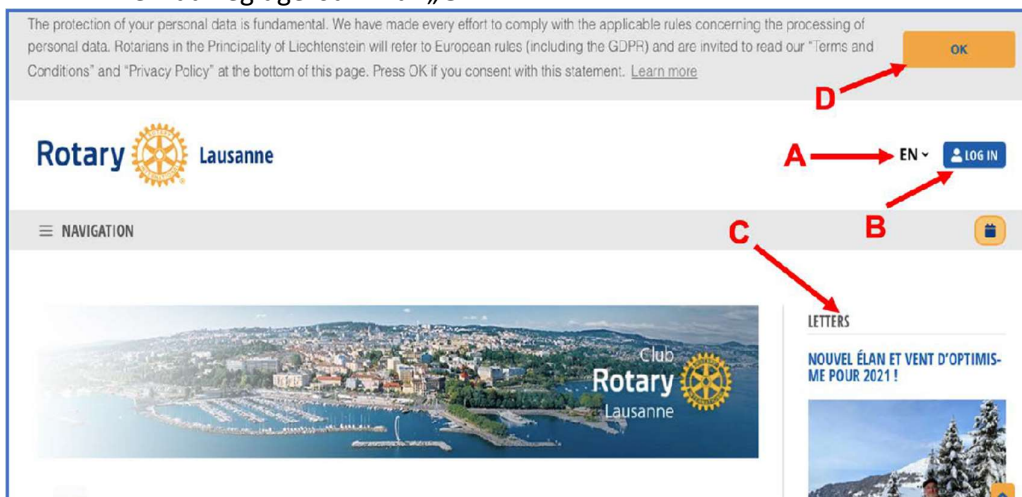 The protection of your personal data is fundamental. We have made every effort to comply with the applicable rules concerning the processing of
personal data. Rotarians in the Principality of Liechtenstein will refer to European rules (including the GDPR) and are invited to read our "Terms and
Conditions" and "Privacy Policy" at the bottom of this page. Press OK if you consent with this statement. Learn more
OK
D
Rotary Lausanne
A
EN
LOG IN
B
NAVIGATION
C
LETTERS
NOUVEL ÉLAN ET VENT D'OPTIMIS-
ME POUR 2021 !
Club
Rotary
Lausanne